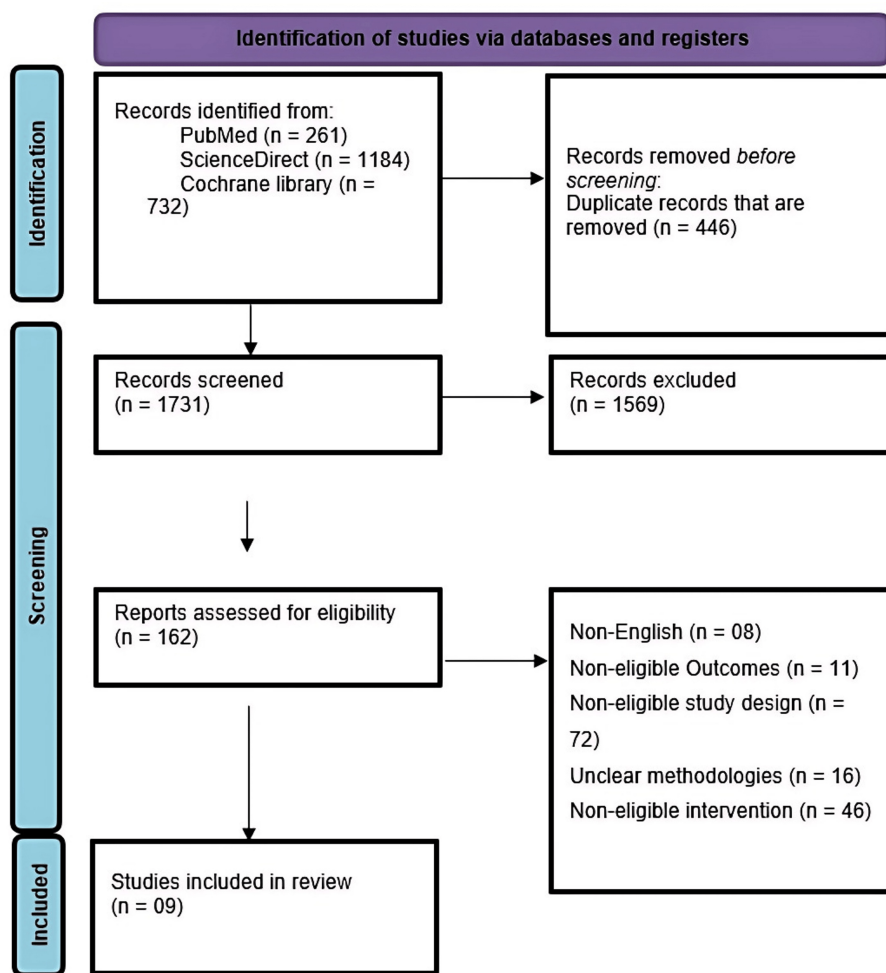 Identification of studies via databases and registers
Identification
Records identified from:
PubMed (n = 261)
ScienceDirect (n = 1184)
Cochrane library (n =
732)
Records removed before
screening:
Duplicate records that are
removed (n = 446)
Screening
Records screened
(n = 1731)
Records excluded
(n = 1569)
Reports assessed for eligibility
(n = 162)
Non-English (n = 08)
Non-eligible Outcomes (n = 11)
Non-eligible study design (n =
72)
Unclear methodologies (n = 16)
Non-eligible intervention (n = 46)
Included
Studies included in review
(n = 09)